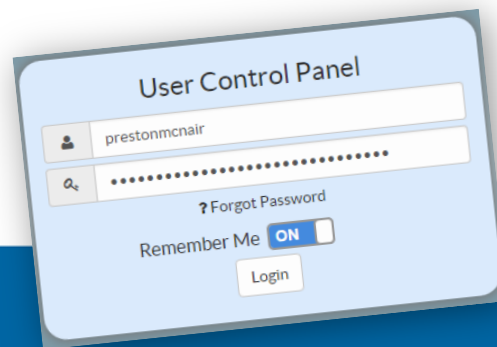 User Control Panel
prestonmcnair
•••••••••••••••••••••••••••••••
? Forgot Password
Remember Me ON
Login